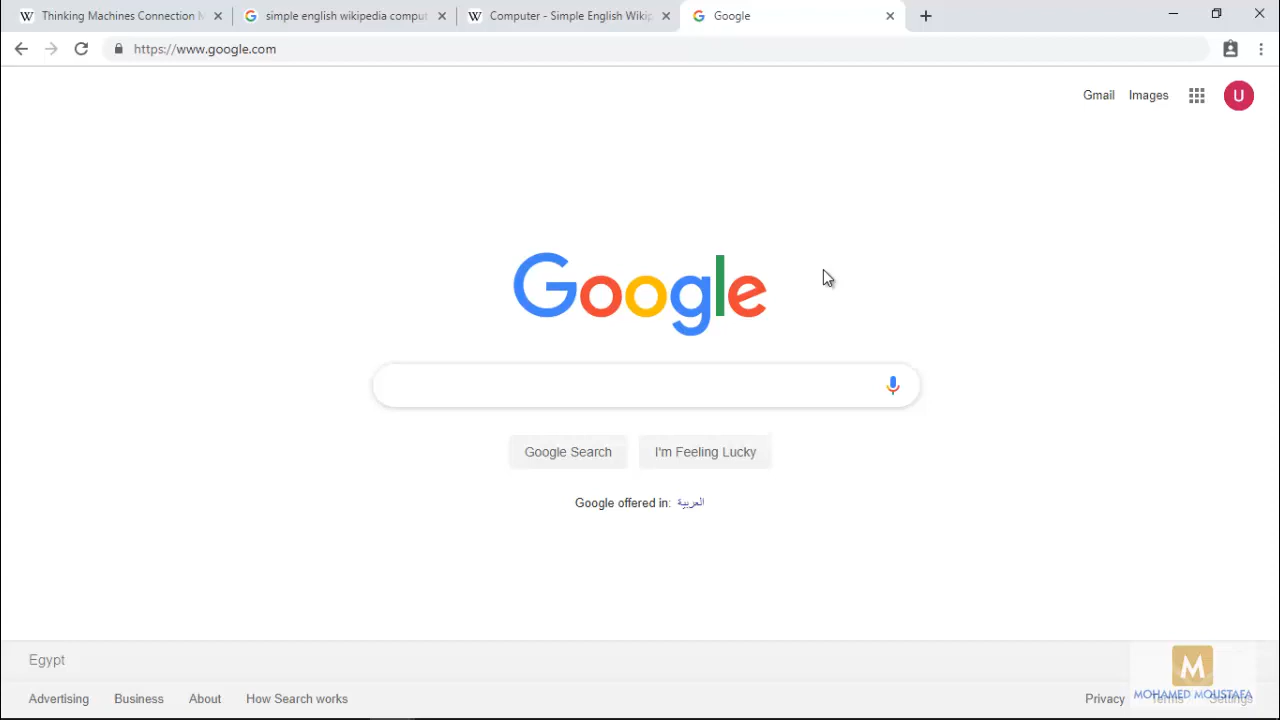 Thinking Machines Connection M
simple english wikipedia comput
Computer - Simple English Wikip
Google
https://www.google.com
Gmail Images
U
Google
Google Search I'm Feeling Lucky
Google offered in: العربية
Egypt
Advertising Business About How Search works
Privacy Terms Settings
M
MOHAMED MOUSTAFA